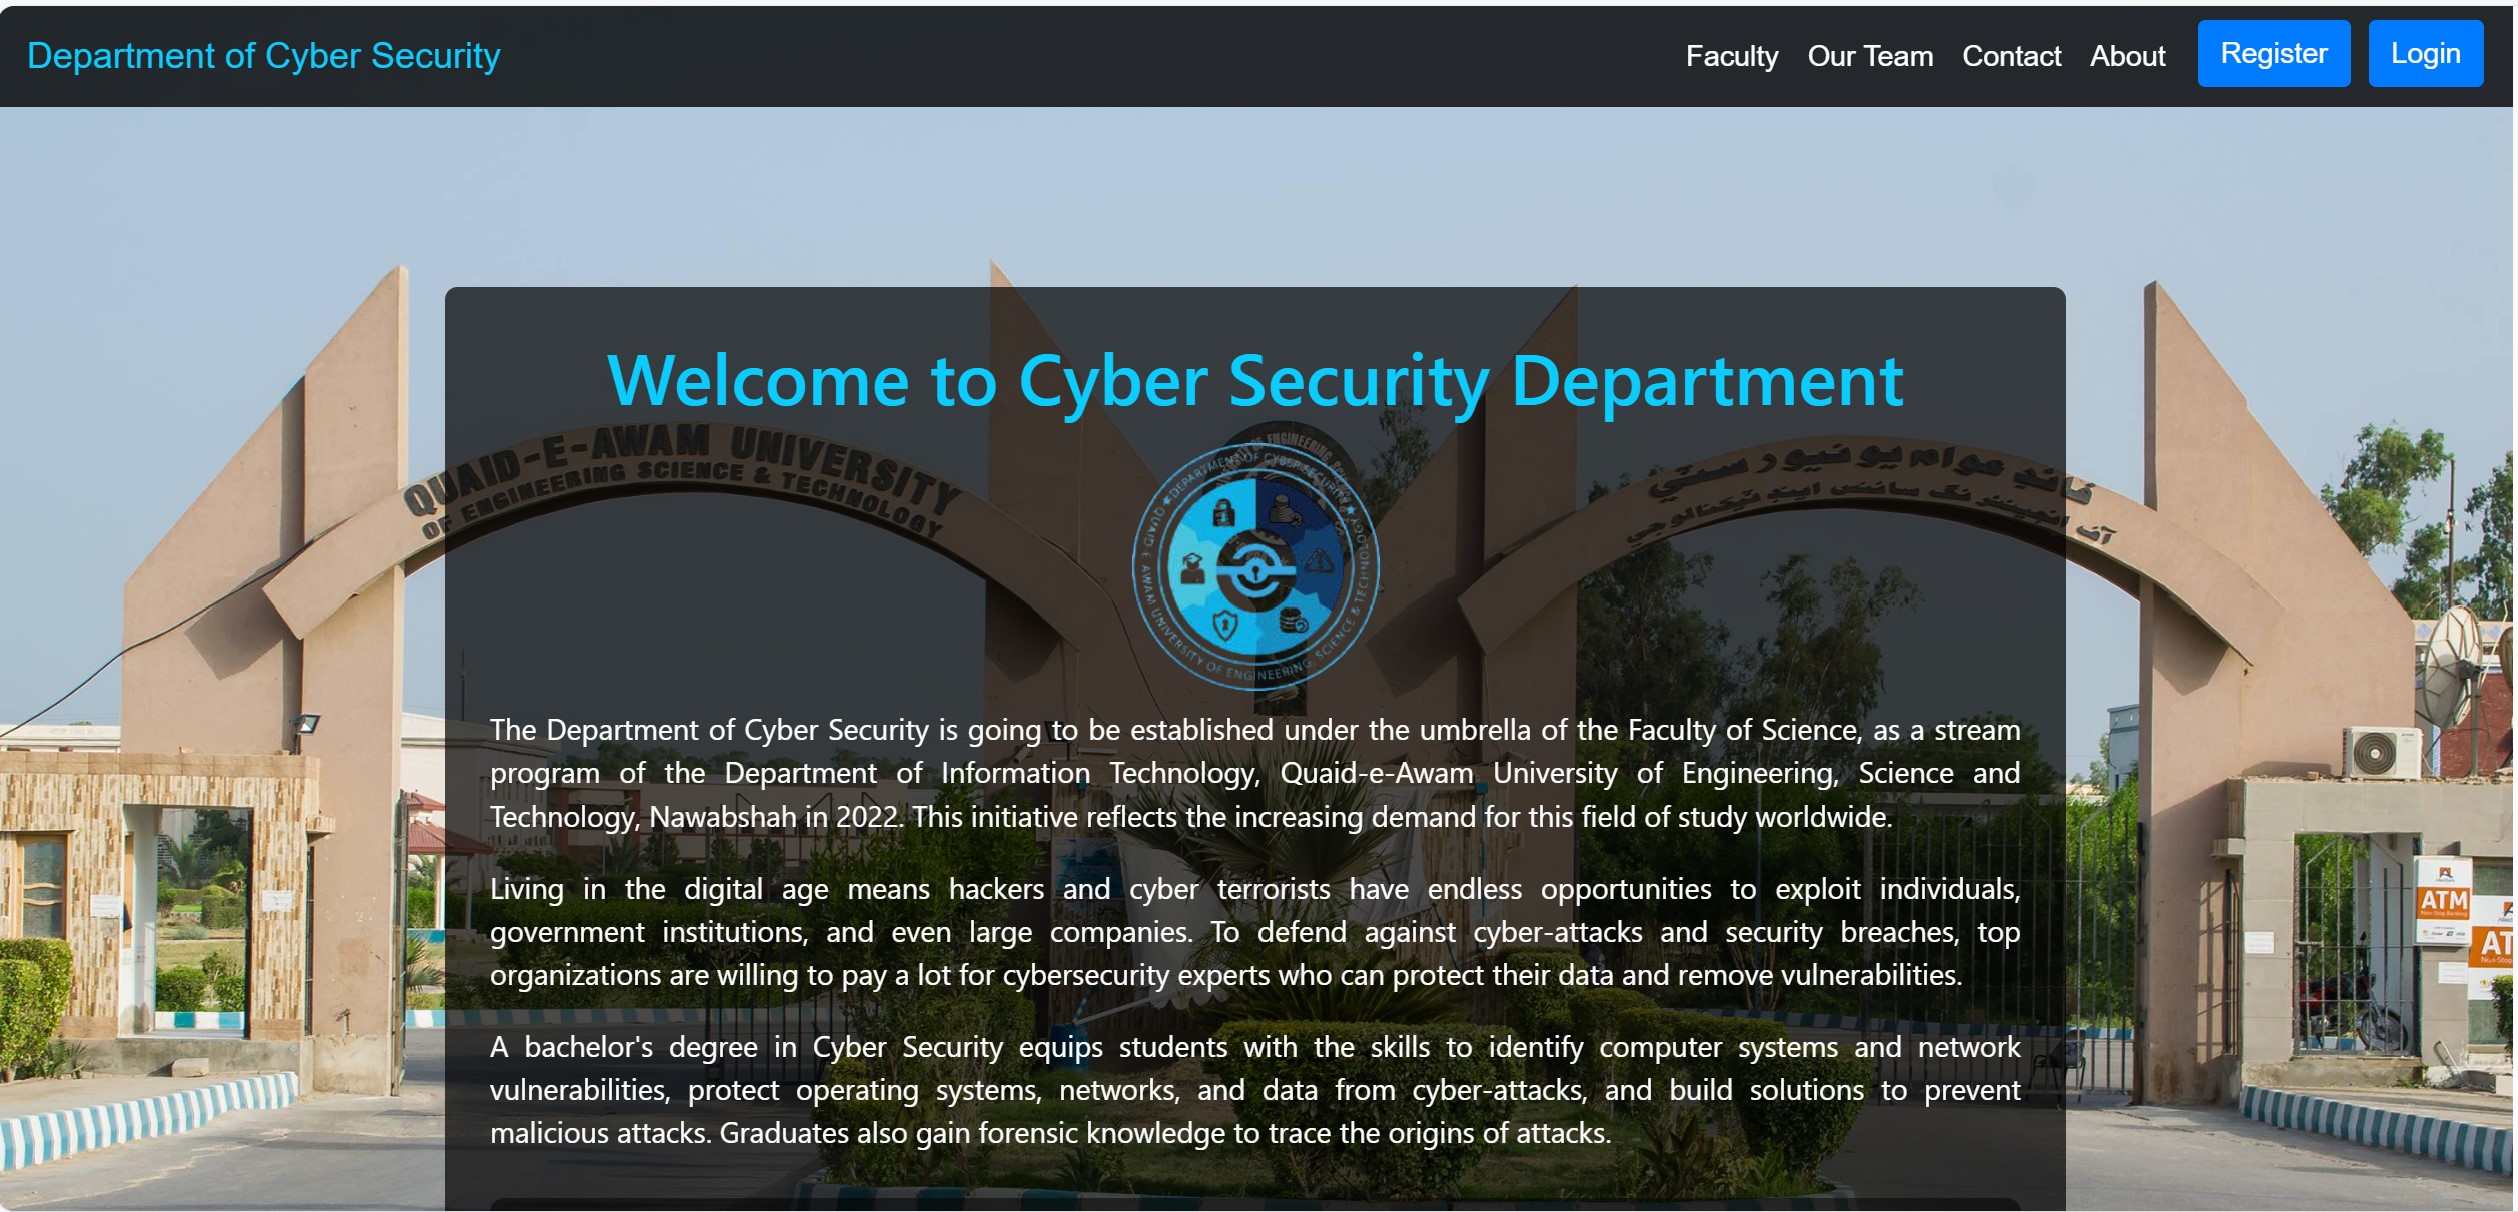 Department of Cyber Security
Faculty
Our Team
Contact
About
Register
Login
Welcome to Cyber Security Department
QUAID-E-AWAM UNIVERSITY
OF ENGINEERING SCIENCE & TECHNOLOGY
قائد عوام يونيورسٽي
آف انجنيئرنگ سائنس اينڊ ٽيڪنالوجي
DEPARTMENT OF CYBER SECURITY
QUAID E AWAM UNIVERSITY OF ENGINEERING, SCIENCE & TECHNOLOGY
The Department of Cyber Security is going to be established under the umbrella of the Faculty of Science, as a stream
program of the Department of Information Technology, Quaid-e-Awam University of Engineering, Science and
Technology, Nawabshah in 2022. This initiative reflects the increasing demand for this field of study worldwide.
Living in the digital age means hackers and cyber terrorists have endless opportunities to exploit individuals,
government institutions, and even large companies. To defend against cyber-attacks and security breaches, top
organizations are willing to pay a lot for cybersecurity experts who can protect their data and remove vulnerabilities.
A bachelor's degree in Cyber Security equips students with the skills to identify computer systems and network
vulnerabilities, protect operating systems, networks, and data from cyber-attacks, and build solutions to prevent
malicious attacks. Graduates also gain forensic knowledge to trace the origins of attacks.
ATM
Non-Stop Banking